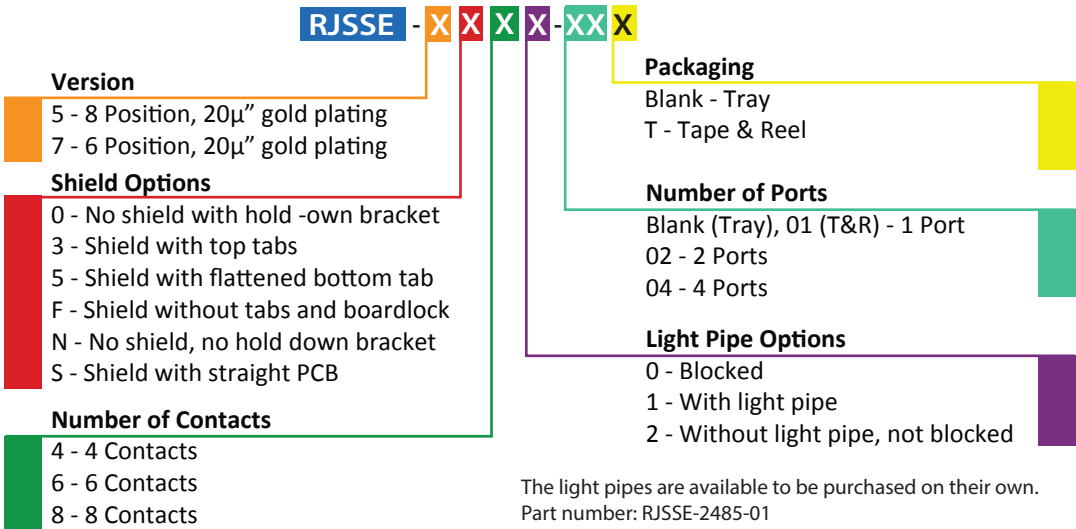 RJSSE - X X X X - XX X
Version
5 - 8 Position, 20µ” gold plating
7 - 6 Position, 20µ” gold plating
Shield Options
0 - No shield with hold -own bracket
3 - Shield with top tabs
5 - Shield with flattened bottom tab
F - Shield without tabs and boardlock
N - No shield, no hold down bracket
S - Shield with straight PCB
Number of Contacts
4 - 4 Contacts
6 - 6 Contacts
8 - 8 Contacts
Packaging
Blank - Tray
T - Tape & Reel
Number of Ports
Blank (Tray), 01 (T&R) - 1 Port
02 - 2 Ports
04 - 4 Ports
Light Pipe Options
0 - Blocked
1 - With light pipe
2 - Without light pipe, not blocked
The light pipes are available to be purchased on their own.
Part number: RJSSE-2485-01